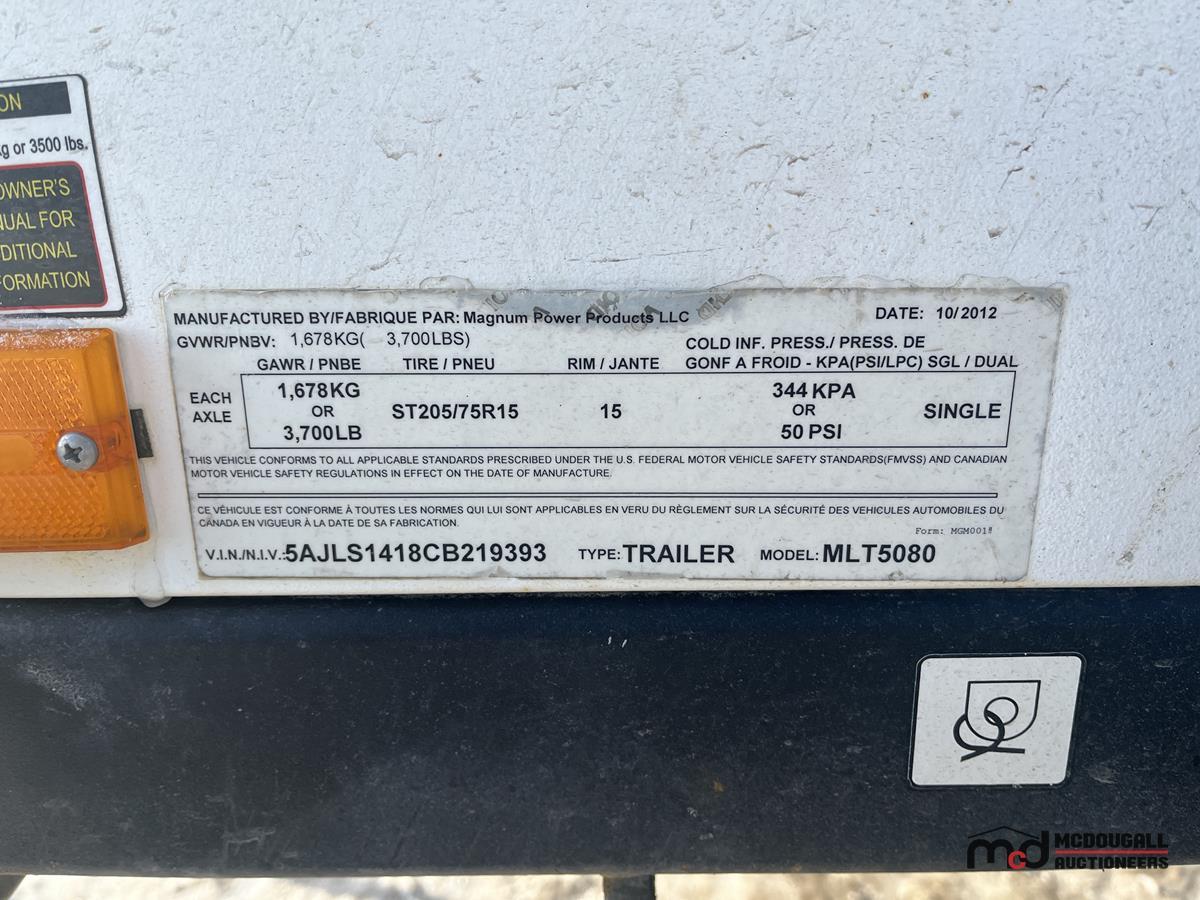 ON
kg or 3500 lbs.
OWNER'S
NUAL FOR
DITIONAL
FORMATION
MANUFACTURED BY/FABRIQUE PAR: Magnum Power Products LLC DATE: 10/2012
GVWR/PNBV: 1,678KG( 3,700LBS) COLD INF. PRESS./ PRESS. DE
GAWR / PNBE TIRE / PNEU RIM / JANTE GONF A FROID - KPA(PSI/LPC) SGL / DUAL
EACH AXLE 1,678KG OR 3,700LB ST205/75R15 15 344 KPA OR 50 PSI SINGLE
THIS VEHICLE CONFORMS TO ALL APPLICABLE STANDARDS PRESCRIBED UNDER THE U.S. FEDERAL MOTOR VEHICLE SAFETY STANDARDS(FMVSS) AND CANADIAN
MOTOR VEHICLE SAFETY REGULATIONS IN EFFECT ON THE DATE OF MANUFACTURE.
CE VÉHICULE EST CONFORME À TOUTES LES NORMES QUI LUI SONT APPLICABLES EN VERU DU RÈGLEMENT SUR LA SÉCURITÉ DES VEHICULES AUTOMOBILES DU
CANADA EN VIGUEUR À LA DATE DE SA FABRICATION.
Form: MGM001#
V.I.N./N.I.V. 5AJLS1418CB219393 TYPE: TRAILER MODEL: MLT5080
mcd MCDOUGALL
AUCTIONEERS